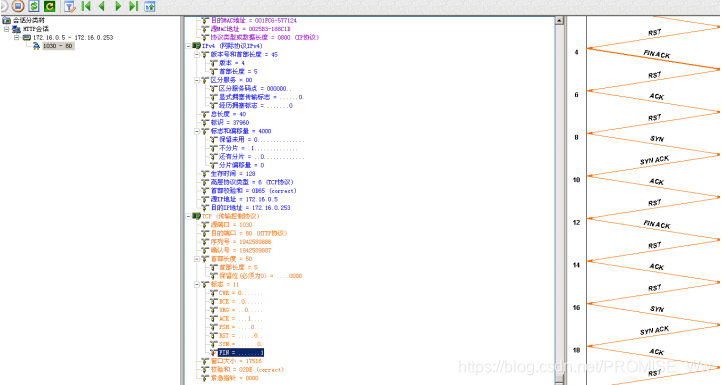 会话分类树
HTTP会话
172.16.0.5 - 172.16.0.253
1030 - 80
目的MAC地址 = 001FC6-577124
源MAC地址 = 0025B3-188C1D
协议类型或数据长度 = 0800 (IP协议)
IPv4 (网际协议IPv4)
版本号和首部长度 = 45
版本 = 4
首部长度 = 5
区分服务 = 00
区分服务码点 = 000000..
显式拥塞传输标志 = ......0.
经历拥塞标志 = .......0
总长度 = 40
标识 = 37960
标志和偏移量 = 4000
保留未用 = 0...............
不分片 = .1..............
还有分片 = ..0.............
分片偏移量 = 0
生存时间 = 128
高层协议类型 = 6 (TCP协议)
首部校验和 = 0D65 (correct)
源IP地址 = 172.16.0.5
目的IP地址 = 172.16.0.253
TCP (传输控制协议)
源端口 = 1030
目的端口 = 80 (HTTP协议)
序列号 = 1942589886
确认号 = 1942589887
首部长度 = 50
首部长度 = 5
保留位(必须为0) = ....0000
标志 = 11
CWR = 0.......
ECE = .0......
URG = ..0.....
ACK = ...1....
PSH = ....0...
RST = .....0..
SYN = ......0.
FIN = .......1
窗口大小 = 17516
校验和 = 02DE (correct)
紧急指针 = 0000
RST
4
FIN ACK
RST
6
ACK
RST
8
SYN
SYN ACK
10
ACK
RST
12
FIN ACK
RST
14
ACK
RST
16
SYN
SYN ACK
18
ACK
RST
https://blog.csdn.net/PROMISE_WW